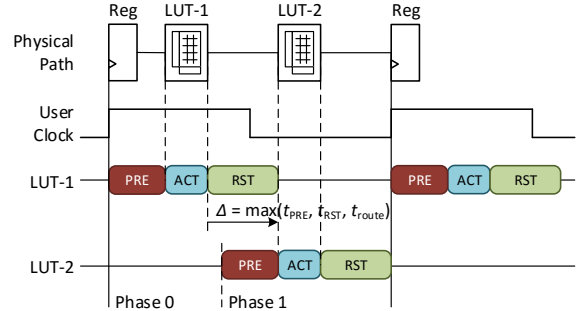 Reg LUT-1 LUT-2 Reg
Physical
Path
User
Clock
LUT-1 PRE ACT RST PRE ACT RST
Δ = max(tPRE, tRST, troute)
LUT-2 PRE ACT RST
Phase 0 Phase 1